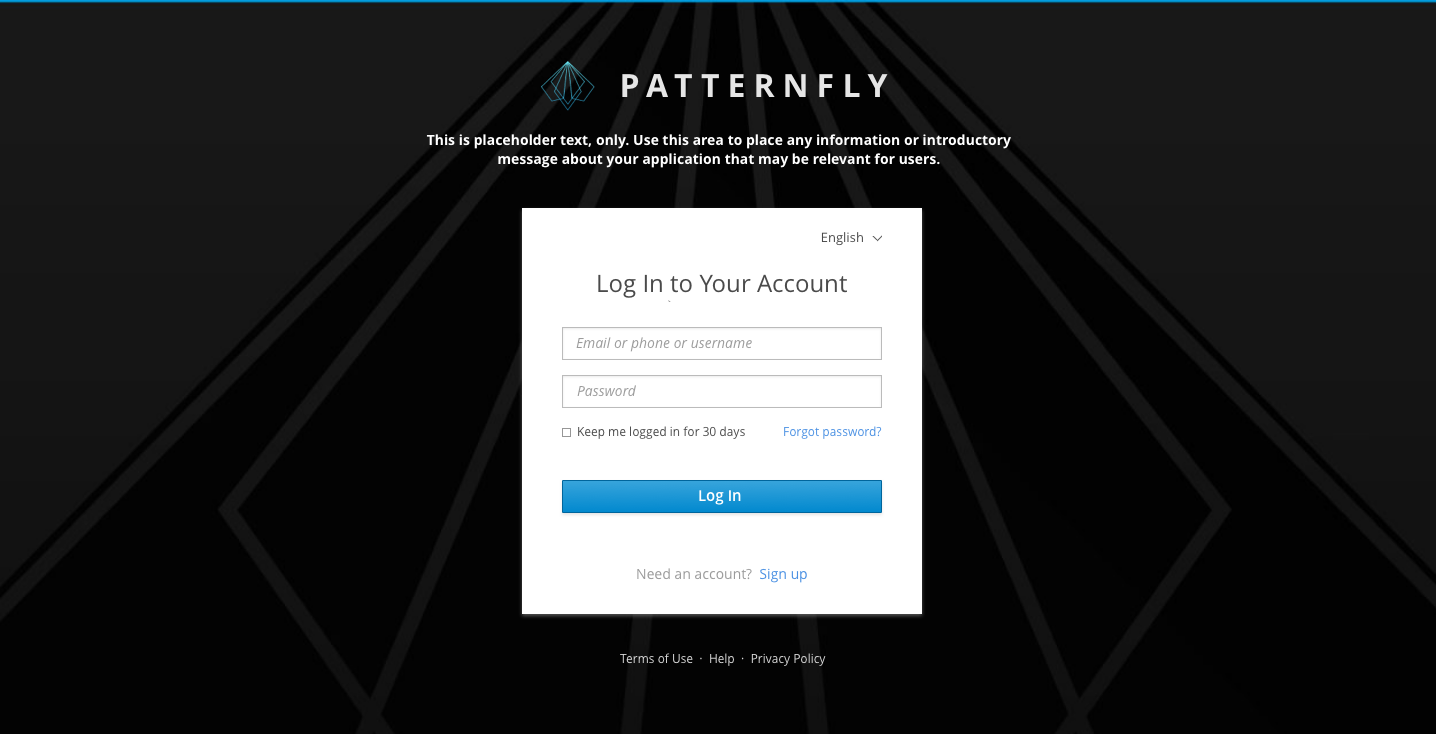 PATTERNFLY
This is placeholder text, only. Use this area to place any information or introductory
message about your application that may be relevant for users.
English
Log In to Your Account
Email or phone or username
Password
Keep me logged in for 30 days Forgot password?
Log In
Need an account? Sign up
Terms of Use · Help · Privacy Policy